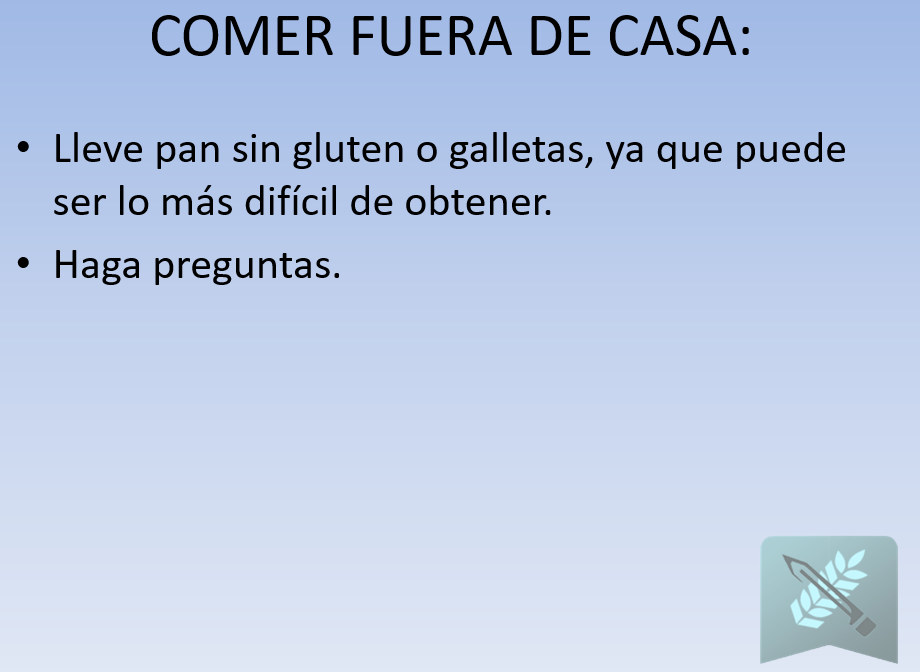 COMER FUERA DE CASA:
• Lleve pan sin gluten o galletas, ya que puede
ser lo más difícil de obtener.
• Haga preguntas.